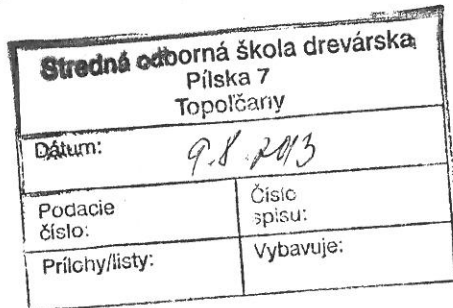 Stredná odborná škola drevárska
Pílska 7
Topoľčany
Dátum: 9.8.2013
Podacie
číslo:
Číslo
spisu:
Prílohy/listy:
Vybavuje: